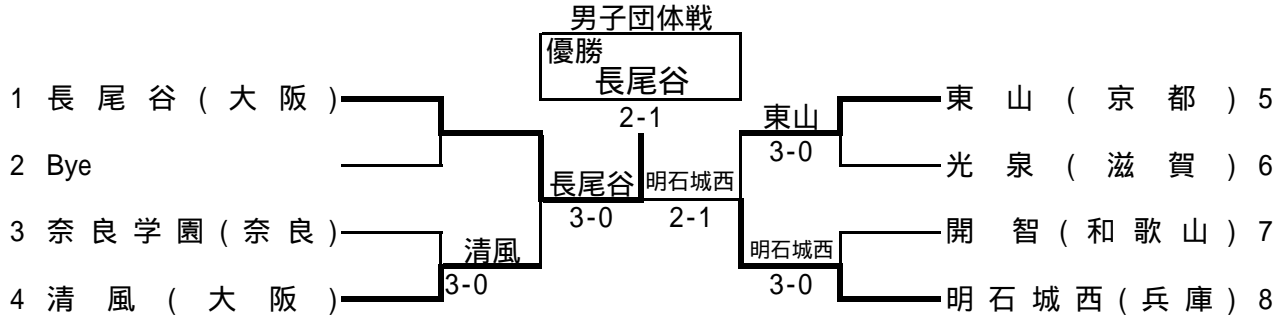 男子団体戦
優勝
長尾谷
2-1
1 長尾谷(大阪)
東山
東山(京都) 5
3-0
2 Bye
光泉(滋賀) 6
長尾谷
明石城西
3-0
2-1
3 奈良学園(奈良)
開智(和歌山) 7
清風
明石城西
3-0
3-0
4 清風(大阪)
明石城西(兵庫) 8